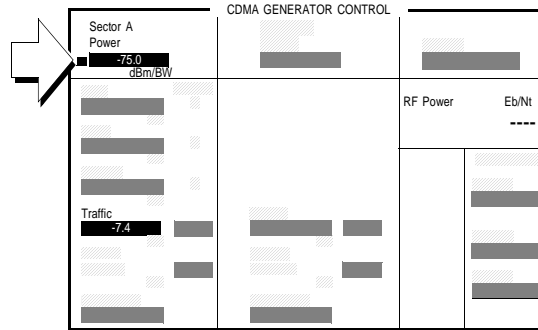 CDMA GENERATOR CONTROL
Sector A
Power
-75.0
dBm/BW
RF Power
Eb/Nt
----
Traffic
-7.4